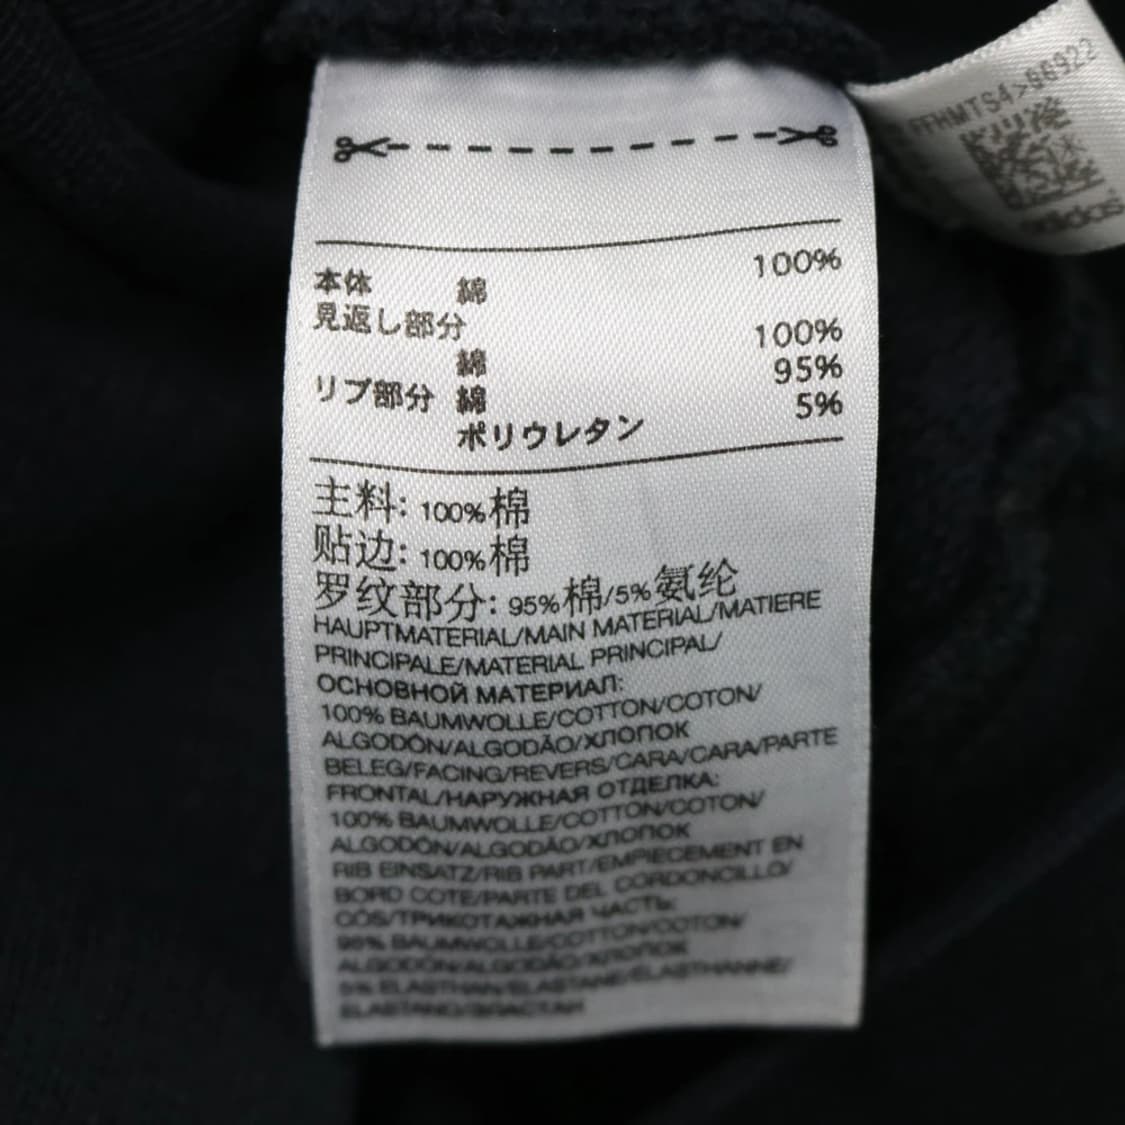 FFHMTS4>98922
adidas
本体 綿 100%
見返し部分
綿 100%
リブ部分 綿 95%
ポリウレタン 5%
主料: 100%棉
贴边: 100%棉
罗纹部分: 95%棉/5%氨纶
HAUPTMATERIAL/MAIN MATERIAL/MATIERE
PRINCIPALE/MATERIAL PRINCIPAL/
ОСНОВНОЙ МАТЕРИАЛ:
100% BAUMWOLLE/COTTON/COTON/
ALGODÓN/ALGODÃO/ХЛОПОК
BELEG/FACING/REVERS/CARA/CARA/PARTE
FRONTAL/НАРУЖНАЯ ОТДЕЛКА:
100% BAUMWOLLE/COTTON/COTON/
ALGODÓN/ALGODÃO/ХЛОПОК
RIB EINSATZ/RIB PART/EMPIECEMENT EN
BORD COTE/PARTE DEL CORDONCILLO/
CÓS/ТРИКОТАЖНАЯ ЧАСТЬ:
95% BAUMWOLLE/COTTON/COTON/
ALGODÓN/ALGODÃO/ХЛОПОК
5% ELASTHAN/ELASTANE/ELASTHANNE/
ELASTANO/ЭЛАСТАН